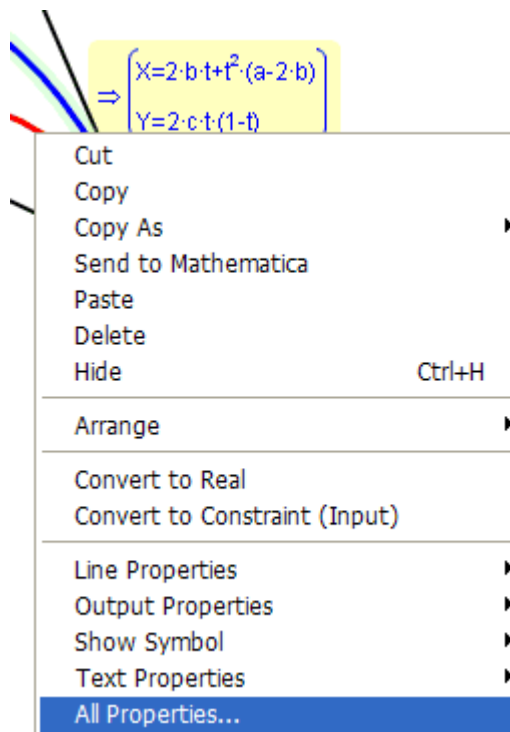 ⇒ X=2·b·t+t²·(a-2·b)
Y=2·c·t·(1-t)
Cut
Copy
Copy As
Send to Mathematica
Paste
Delete
Hide Ctrl+H
Arrange
Convert to Real
Convert to Constraint (Input)
Line Properties
Output Properties
Show Symbol
Text Properties
All Properties...